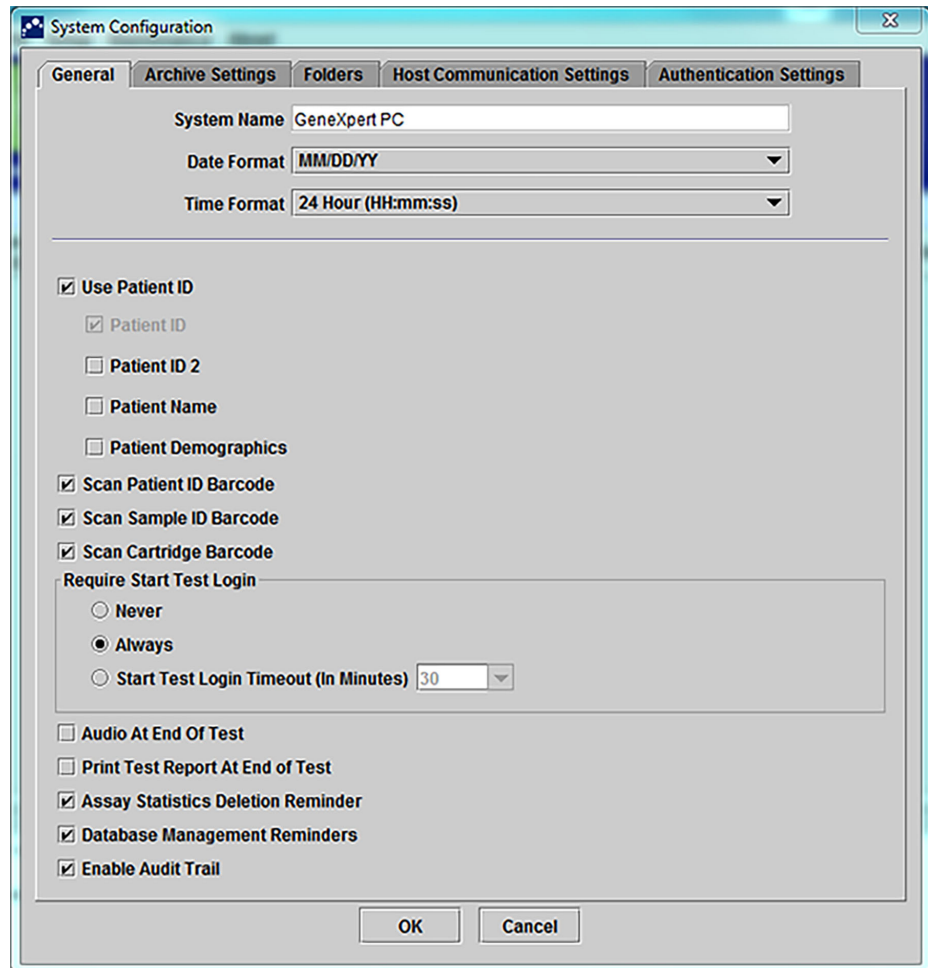 System Configuration
General Archive Settings Folders Host Communication Settings Authentication Settings
System Name GeneXpert PC
Date Format MM/DD/YY
Time Format 24 Hour (HH:mm:ss)
Use Patient ID
Patient ID
Patient ID 2
Patient Name
Patient Demographics
Scan Patient ID Barcode
Scan Sample ID Barcode
Scan Cartridge Barcode
Require Start Test Login
Never
Always
Start Test Login Timeout (In Minutes) 30
Audio At End Of Test
Print Test Report At End of Test
Assay Statistics Deletion Reminder
Database Management Reminders
Enable Audit Trail
OK Cancel